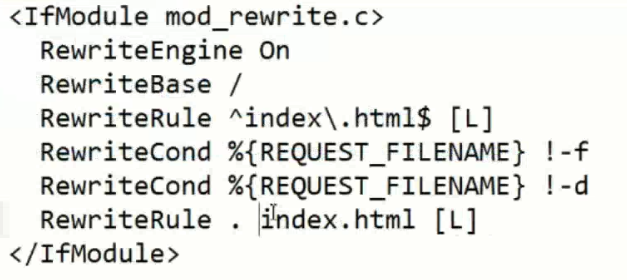 <IfModule mod_rewrite.c>
RewriteEngine On
RewriteBase /
RewriteRule ^index\.html$ [L]
RewriteCond %{REQUEST_FILENAME} !-f
RewriteCond %{REQUEST_FILENAME} !-d
RewriteRule . index.html [L]
</IfModule>